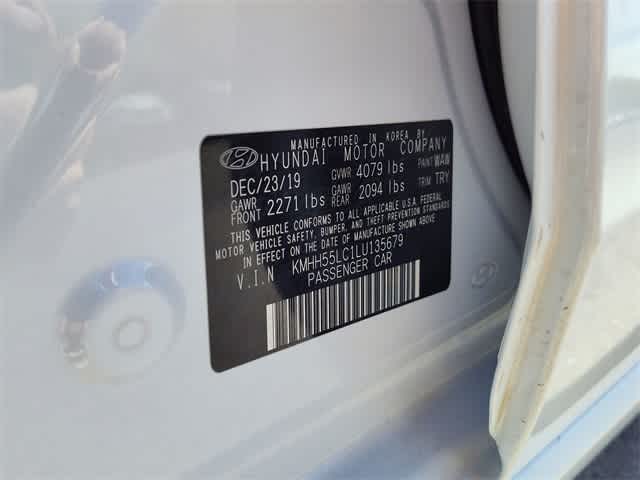 MANUFACTURED IN KOREA BY
HYUNDAI MOTOR COMPANY
DEC/23/19 GVWR 4079 lbs PAINT WAW
GAWR FRONT 2271 lbs GAWR REAR 2094 lbs TRIM TRY
THIS VEHICLE CONFORMS TO ALL APPLICABLE U.S.A. FEDERAL
MOTOR VEHICLE SAFETY, BUMPER, AND THEFT PREVENTION STANDARDS
IN EFFECT ON THE DATE OF MANUFACTURE SHOWN ABOVE
V.I.N KMHH55LC1LU135679
PASSENGER CAR